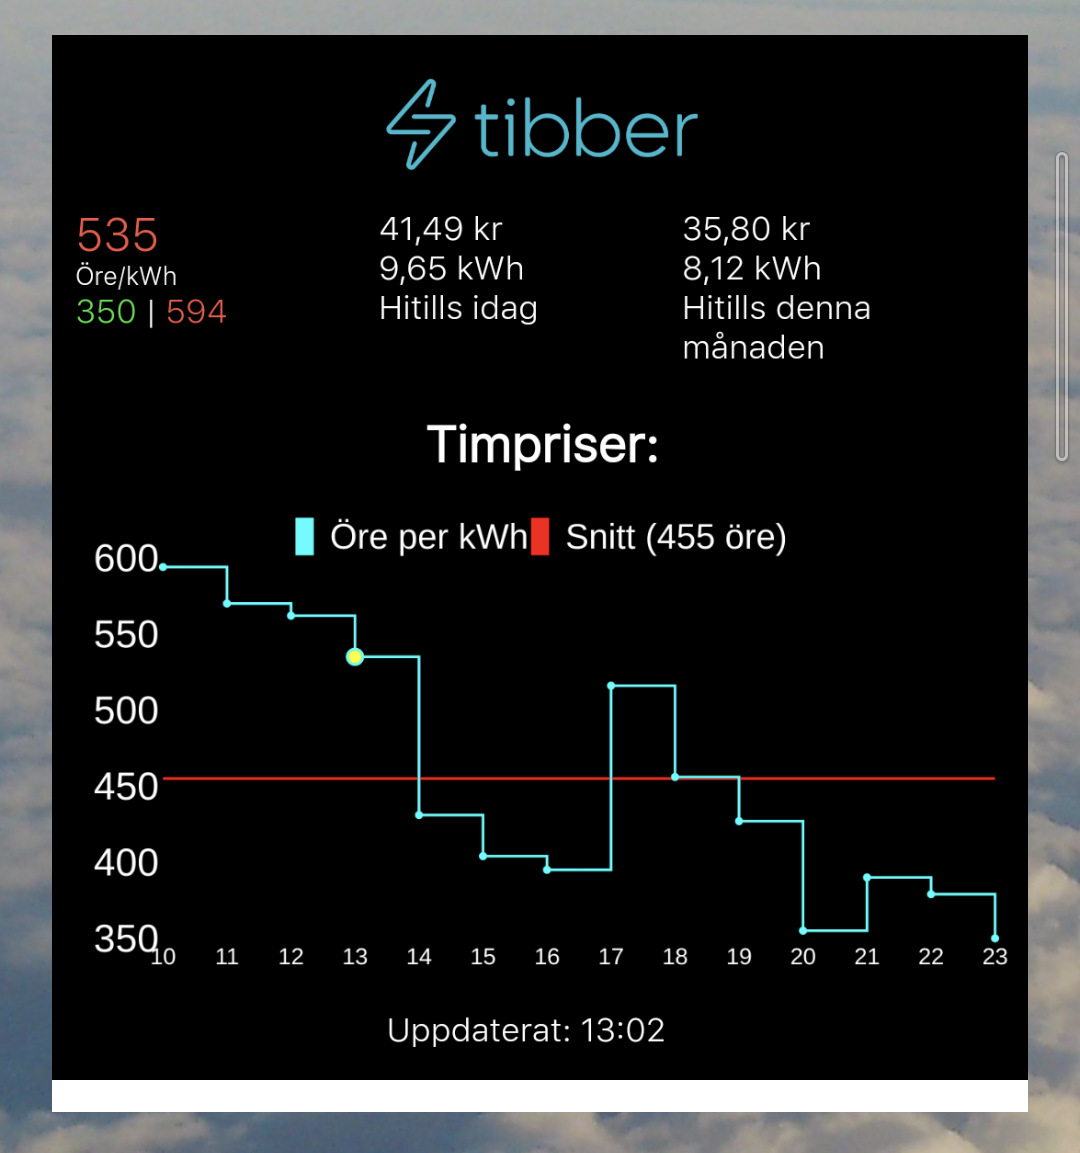 tibber
535
Öre/kWh
350 | 594
41,49 kr
9,65 kWh
Hitills idag
35,80 kr
8,12 kWh
Hitills denna
månaden
Timpriser:
Öre per kWh Snitt (455 öre)
600
550
500
450
400
350
10 11 12 13 14 15 16 17 18 19 20 21 22 23
Uppdaterat: 13:02